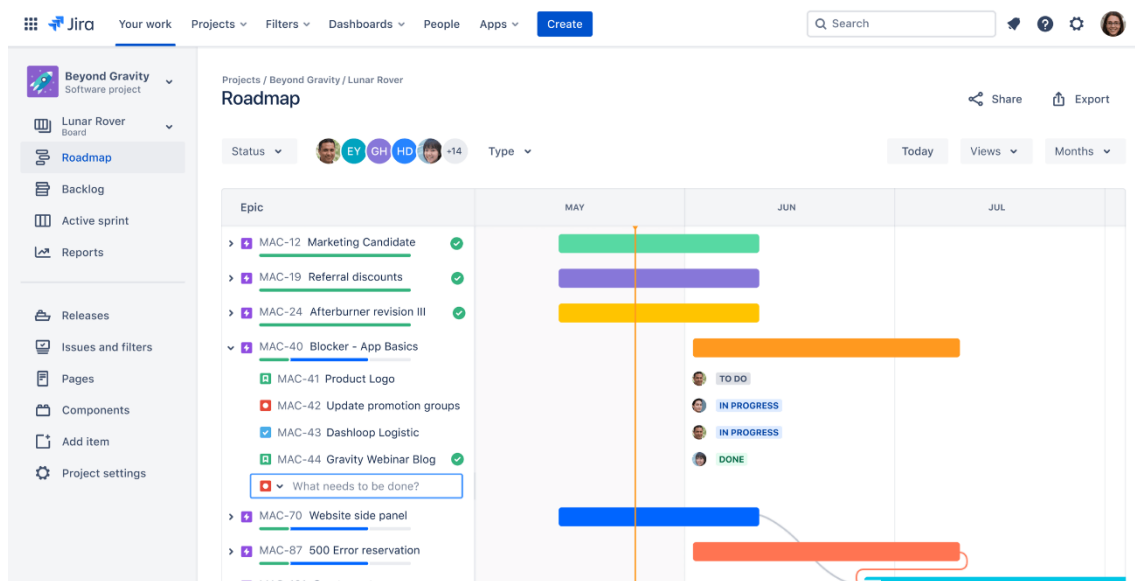 Jira Your work Projects Filters Dashboards People Apps Create Search
Beyond Gravity
Software project
Lunar Rover
Board
Roadmap
Backlog
Active sprint
Reports
Releases
Issues and filters
Pages
Components
Add item
Project settings
Projects / Beyond Gravity / Lunar Rover
Roadmap
Share Export
Status EY GH HD +14 Type Today Views Months
Epic MAY JUN JUL
MAC-12 Marketing Candidate
MAC-19 Referral discounts
MAC-24 Afterburner revision III
MAC-40 Blocker - App Basics
MAC-41 Product Logo TO DO
MAC-42 Update promotion groups IN PROGRESS
MAC-43 Dashloop Logistic IN PROGRESS
MAC-44 Gravity Webinar Blog DONE
What needs to be done?
MAC-70 Website side panel
MAC-87 500 Error reservation